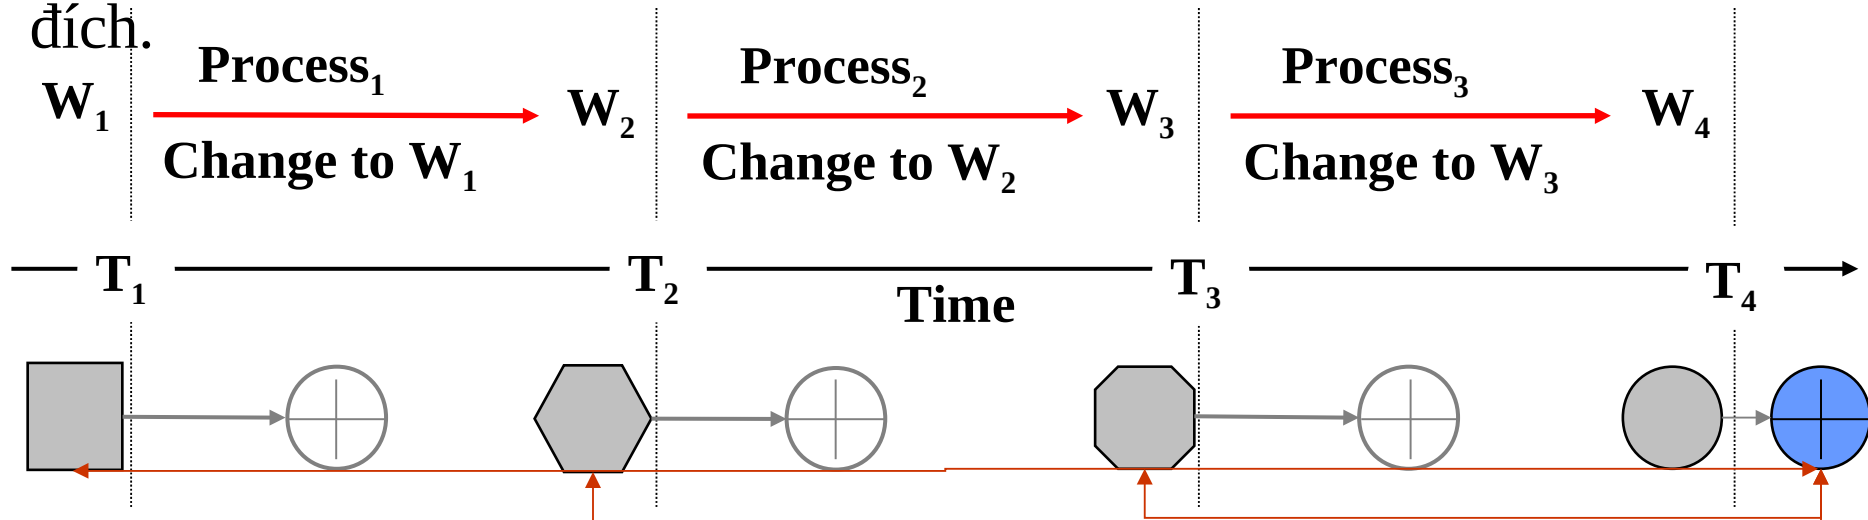 đích.
Process₁ Process₂ Process₃
W₁ W₂ W₃ W₄
Change to W₁ Change to W₂ Change to W₃
T₁ T₂ T₃ T₄
Time